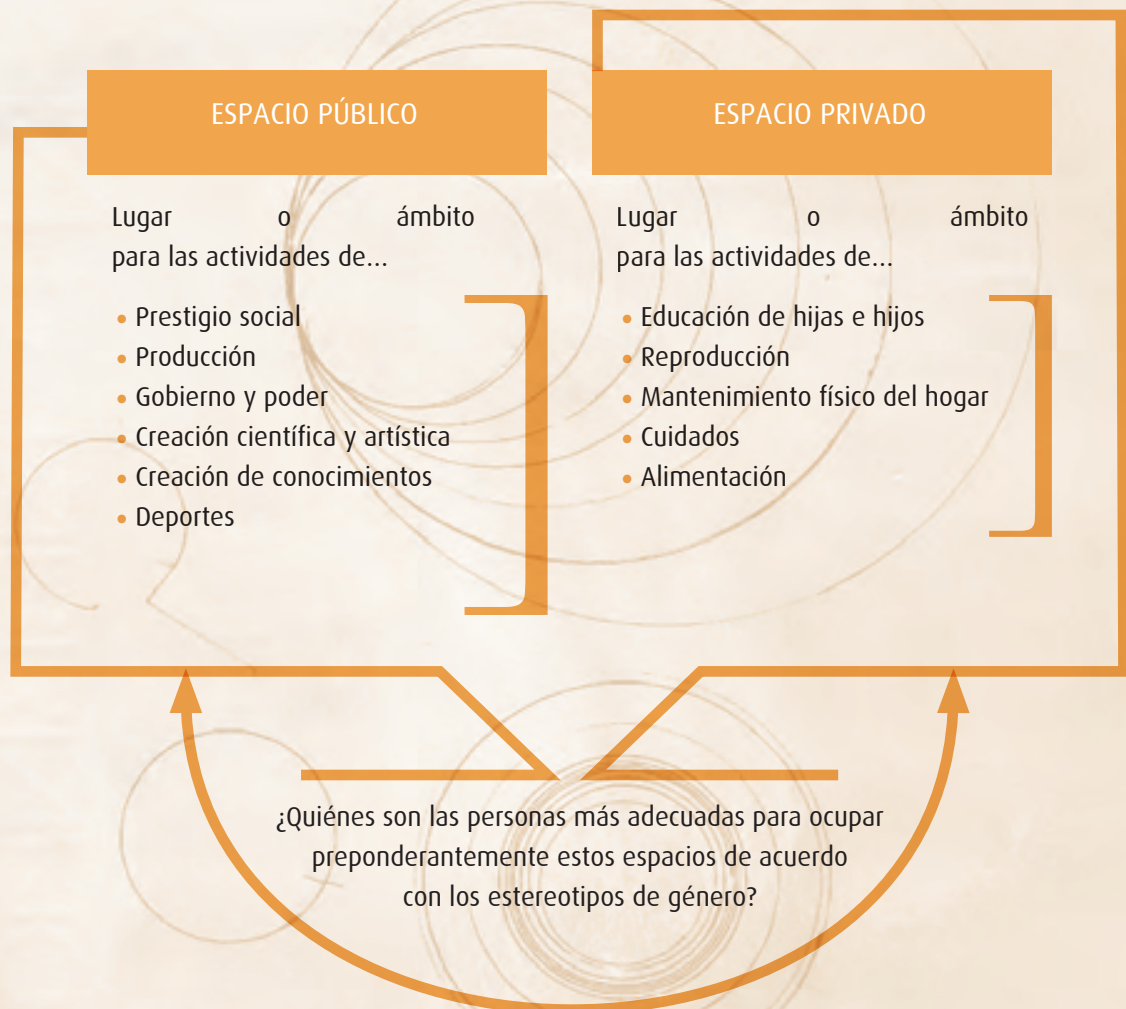 ESPACIO PÚBLICO
Lugar o ámbito
para las actividades de...
• Prestigio social
• Producción
• Gobierno y poder
• Creación científica y artística
• Creación de conocimientos
• Deportes
ESPACIO PRIVADO
Lugar o ámbito
para las actividades de...
• Educación de hijas e hijos
• Reproducción
• Mantenimiento físico del hogar
• Cuidados
• Alimentación
¿Quiénes son las personas más adecuadas para ocupar
preponderantemente estos espacios de acuerdo
con los estereotipos de género?